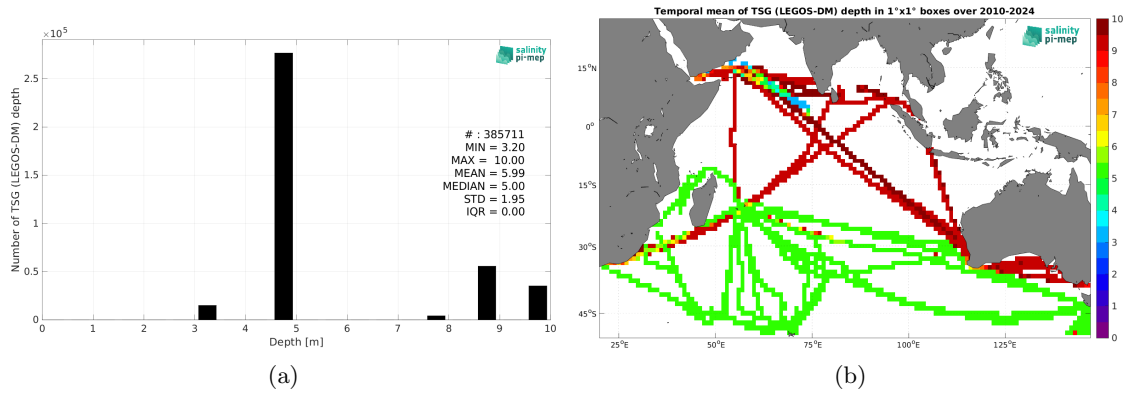 ×10⁵
salinity
pi-mep
2.5
2
1.5
1
0.5
0
Number of TSG (LEGOS-DM) depth
# : 385711
MIN = 3.20
MAX = 10.00
MEAN = 5.99
MEDIAN = 5.00
STD = 1.95
IQR = 0.00
0 1 2 3 4 5 6 7 8 9 10
Depth [m]
(a)
Temporal mean of TSG (LEGOS-DM) depth in 1°x1° boxes over 2010-2024
salinity
pi-mep
15°N
0°
15°S
30°S
45°S
25°E 50°E 75°E 100°E 125°E
10
9
8
7
6
5
4
3
2
1
0
(b)